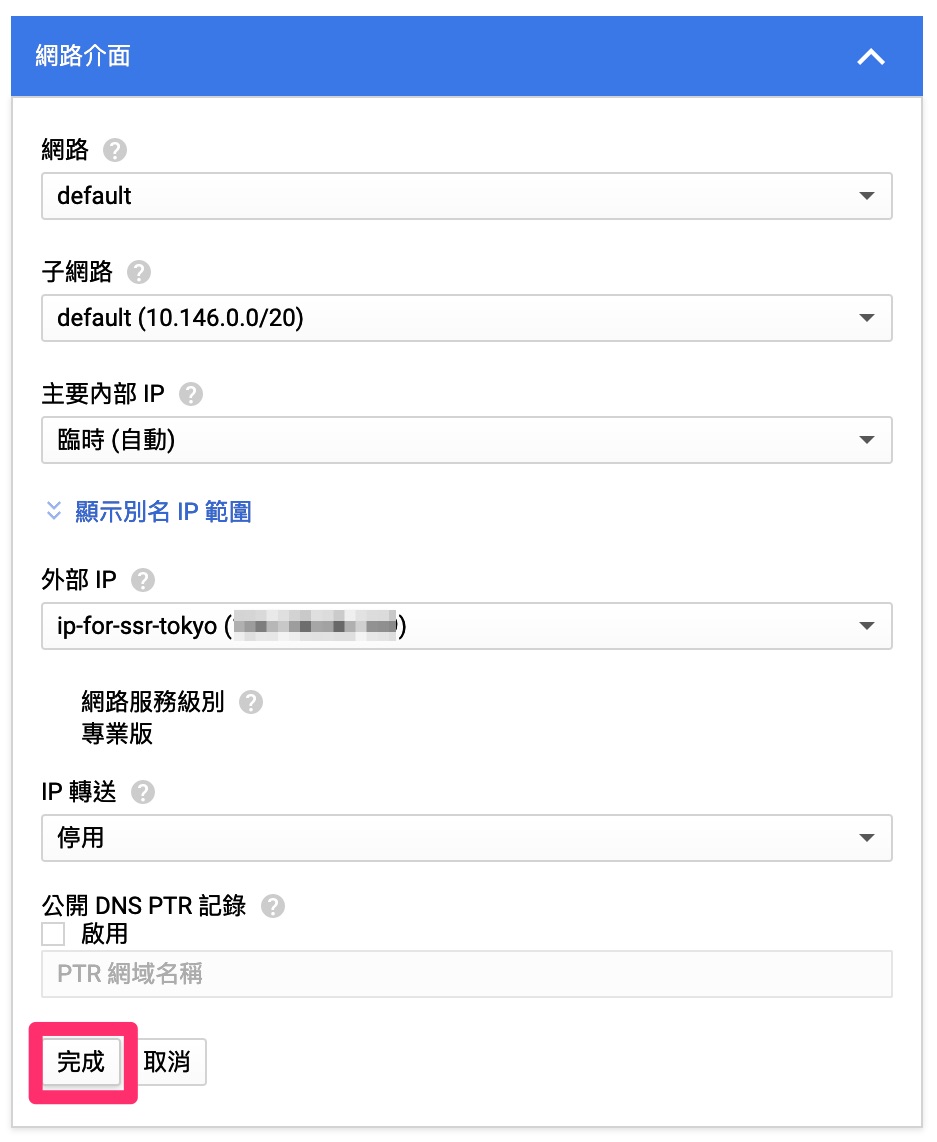 網路介面
網路
default
子網路
default (10.146.0.0/20)
主要內部 IP
臨時 (自動)
顯示別名 IP 範圍
外部 IP
ip-for-ssr-tokyo ( )
網路服務級別
專業版
IP 轉送
停用
公開 DNS PTR 記錄
啟用
PTR 網域名稱
完成 取消